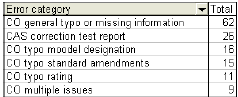 Error category Total
CO general typo or missing information 62
CAS correction test report 26
CO typo moodel designation 16
CO typo standard amendments 15
CO typo rating 11
CO multiple issues 9